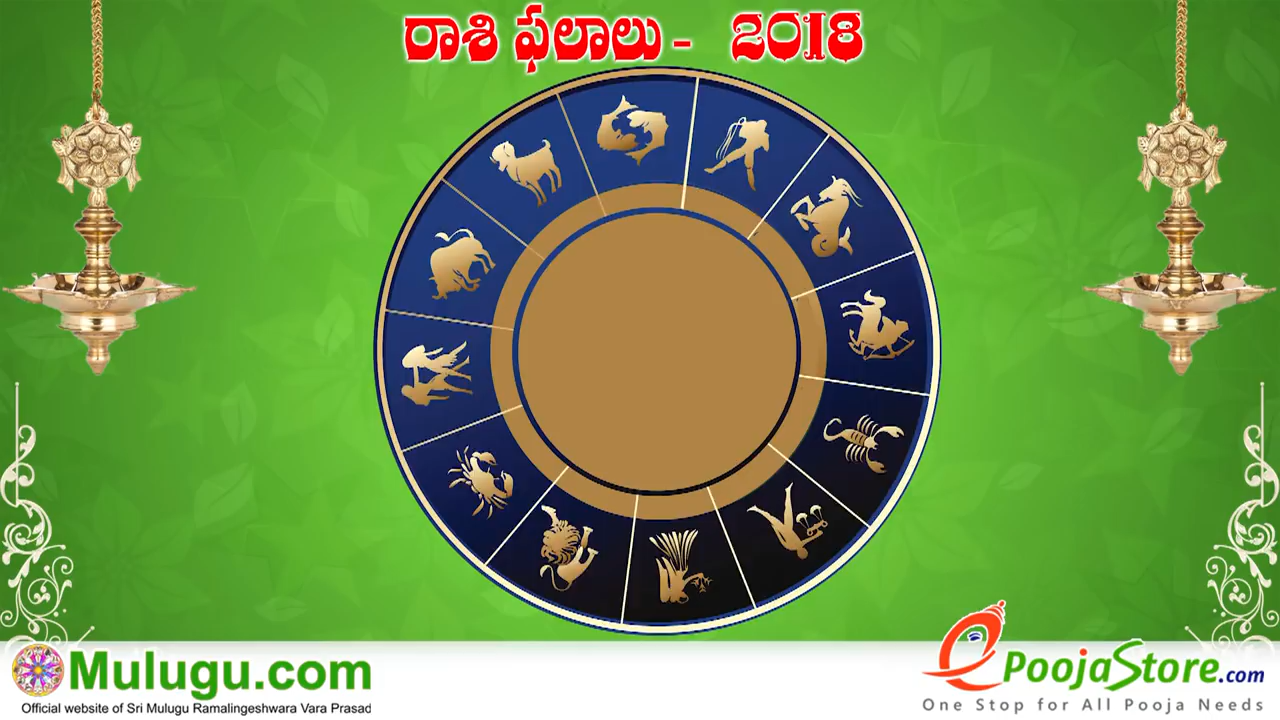 రాశి ఫలాలు - 2018
Mulugu.com
Official website of Sri Mulugu Ramalingeshwara Vara Prasad
ePoojaStore.com
One Stop for All Pooja Needs